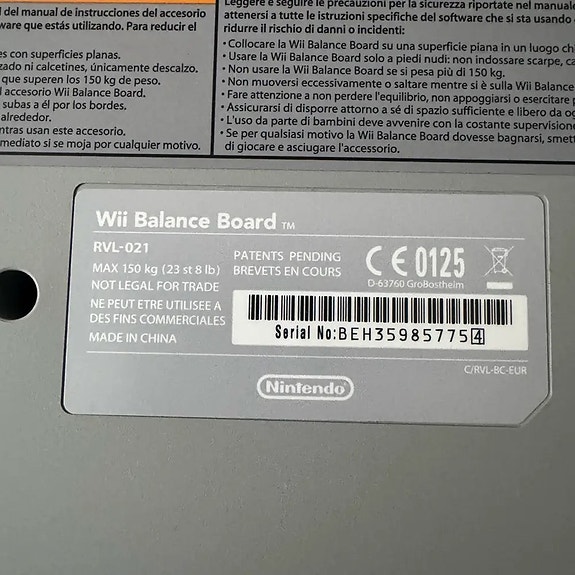 l del manual de instrucciones del accesorio
ware que estás utilizando. Para reducir el
es con superficies planas.
zado ni calcetines, únicamente descalzo.
que superen los 150 kg de peso.
l accesorio Wii Balance Board.
subas a él por los bordes.
alrededor.
ntras usan este accesorio.
mediato si se moja por cualquier motivo.
Leggere e seguire le precauzioni per la sicurezza riportate nel manuale
attenersi a tutte le istruzioni specifiche del software che si sta usando
ridurre il rischio di danni o incidenti:
• Collocare la Wii Balance Board su una superficie piana in un luogo ch
• Usare la Wii Balance Board solo a piedi nudi: non indossare scarpe, ca
• Non usare la Wii Balance Board se si pesa più di 150 kg.
• Non muoversi eccessivamente o saltare mentre si è sulla Wii Balance
• Fare attenzione a non perdere l'equilibrio, non appoggiarsi o esercitare p
• Assicurarsi di disporre attorno a sé di spazio sufficiente e libero da og
• L'uso da parte di bambini deve avvenire con la costante supervisione
• Se per qualsiasi motivo la Wii Balance Board dovesse bagnarsi, smett
di giocare e asciugare l'accessorio.
Wii Balance Board TM
RVL-021
MAX 150 kg (23 st 8 lb)
NOT LEGAL FOR TRADE
NE PEUT ETRE UTILISEE A
DES FINS COMMERCIALES
MADE IN CHINA
PATENTS PENDING
BREVETS EN COURS
CE 0125
D-63760 GroBostheim
Serial No:BEH35985775 4
C/RVL-BC-EUR
Nintendo